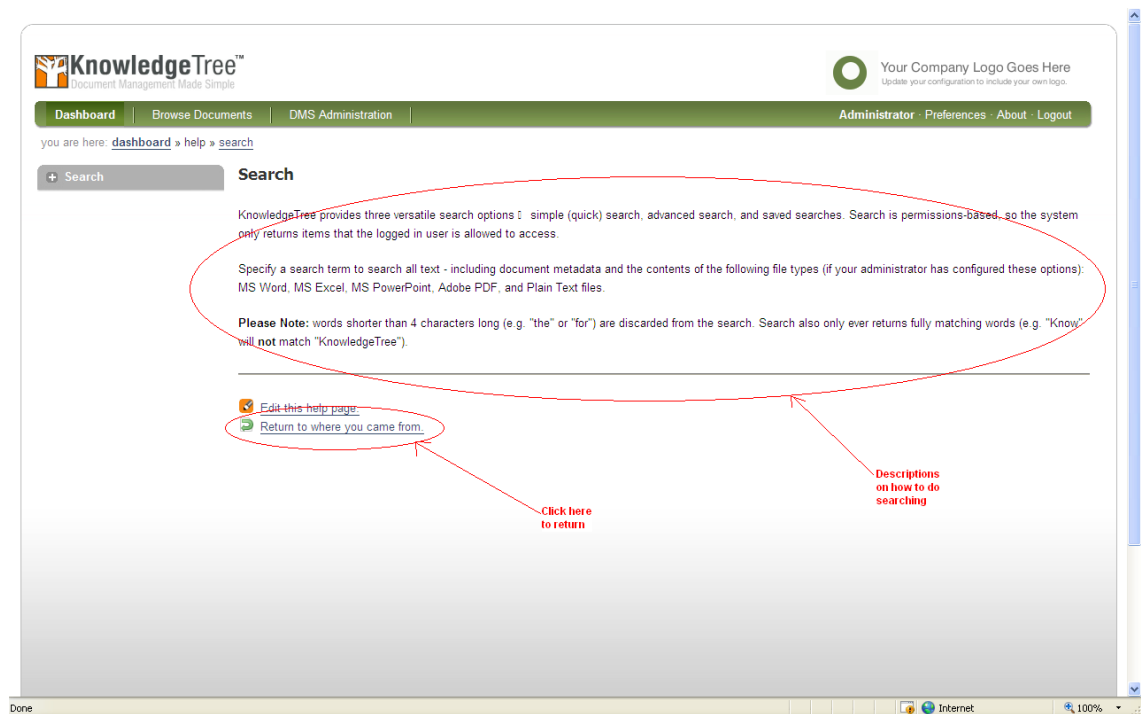 KnowledgeTree™
Document Management Made Simple
Your Company Logo Goes Here
Update your configuration to include your own logo.
Dashboard Browse Documents DMS Administration Administrator · Preferences · About · Logout
you are here: dashboard » help » search
Search
Search
KnowledgeTree provides three versatile search options ▯ simple (quick) search, advanced search, and saved searches. Search is permissions-based, so the system
only returns items that the logged in user is allowed to access.
Specify a search term to search all text - including document metadata and the contents of the following file types (if your administrator has configured these options):
MS Word, MS Excel, MS PowerPoint, Adobe PDF, and Plain Text files.
Please Note: words shorter than 4 characters long (e.g. "the" or "for") are discarded from the search. Search also only ever returns fully matching words (e.g. "Know"
will not match "KnowledgeTree").
Edit this help page.
Return to where you came from.
Descriptions
on how to do
searching
Click here
to return
Done Internet 100%